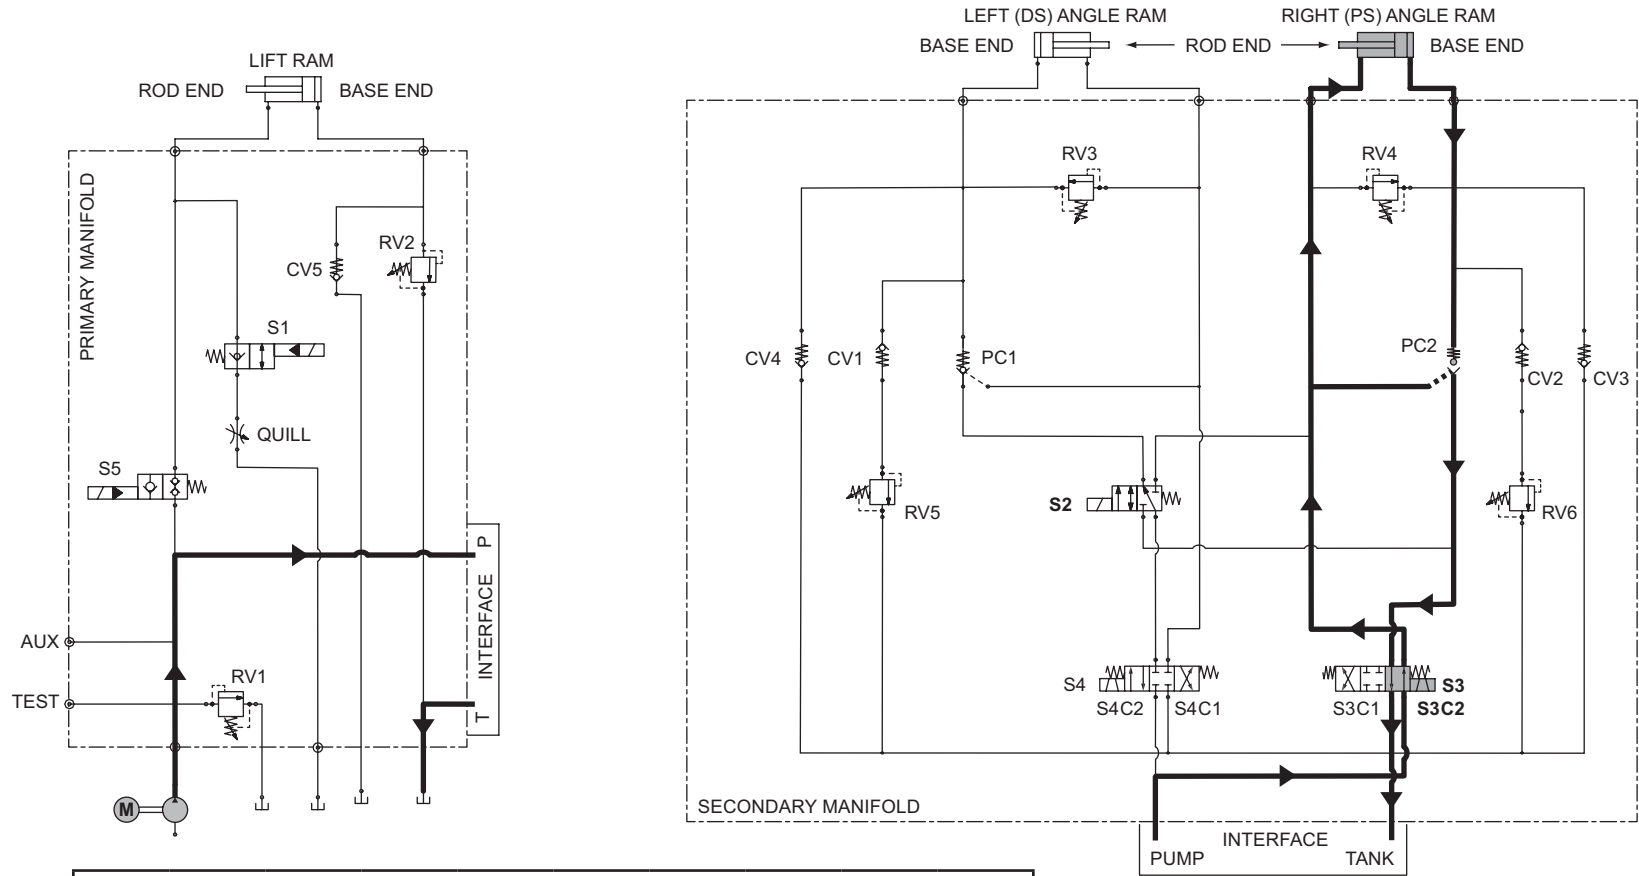 LEFT (DS) ANGLE RAM
RIGHT (PS) ANGLE RAM
BASE END
ROD END
BASE END
LIFT RAM
ROD END
BASE END
PRIMARY MANIFOLD
RV3
RV4
RV2
CV5
S1
CV4
CV1
PC1
PC2
CV2
CV3
QUILL
S5
S2
RV5
RV6
P
INTERFACE
T
AUX
TEST
RV1
M
S4
S4C2
S4C1
S3C1
S3
S3C2
SECONDARY MANIFOLD
INTERFACE
PUMP
TANK